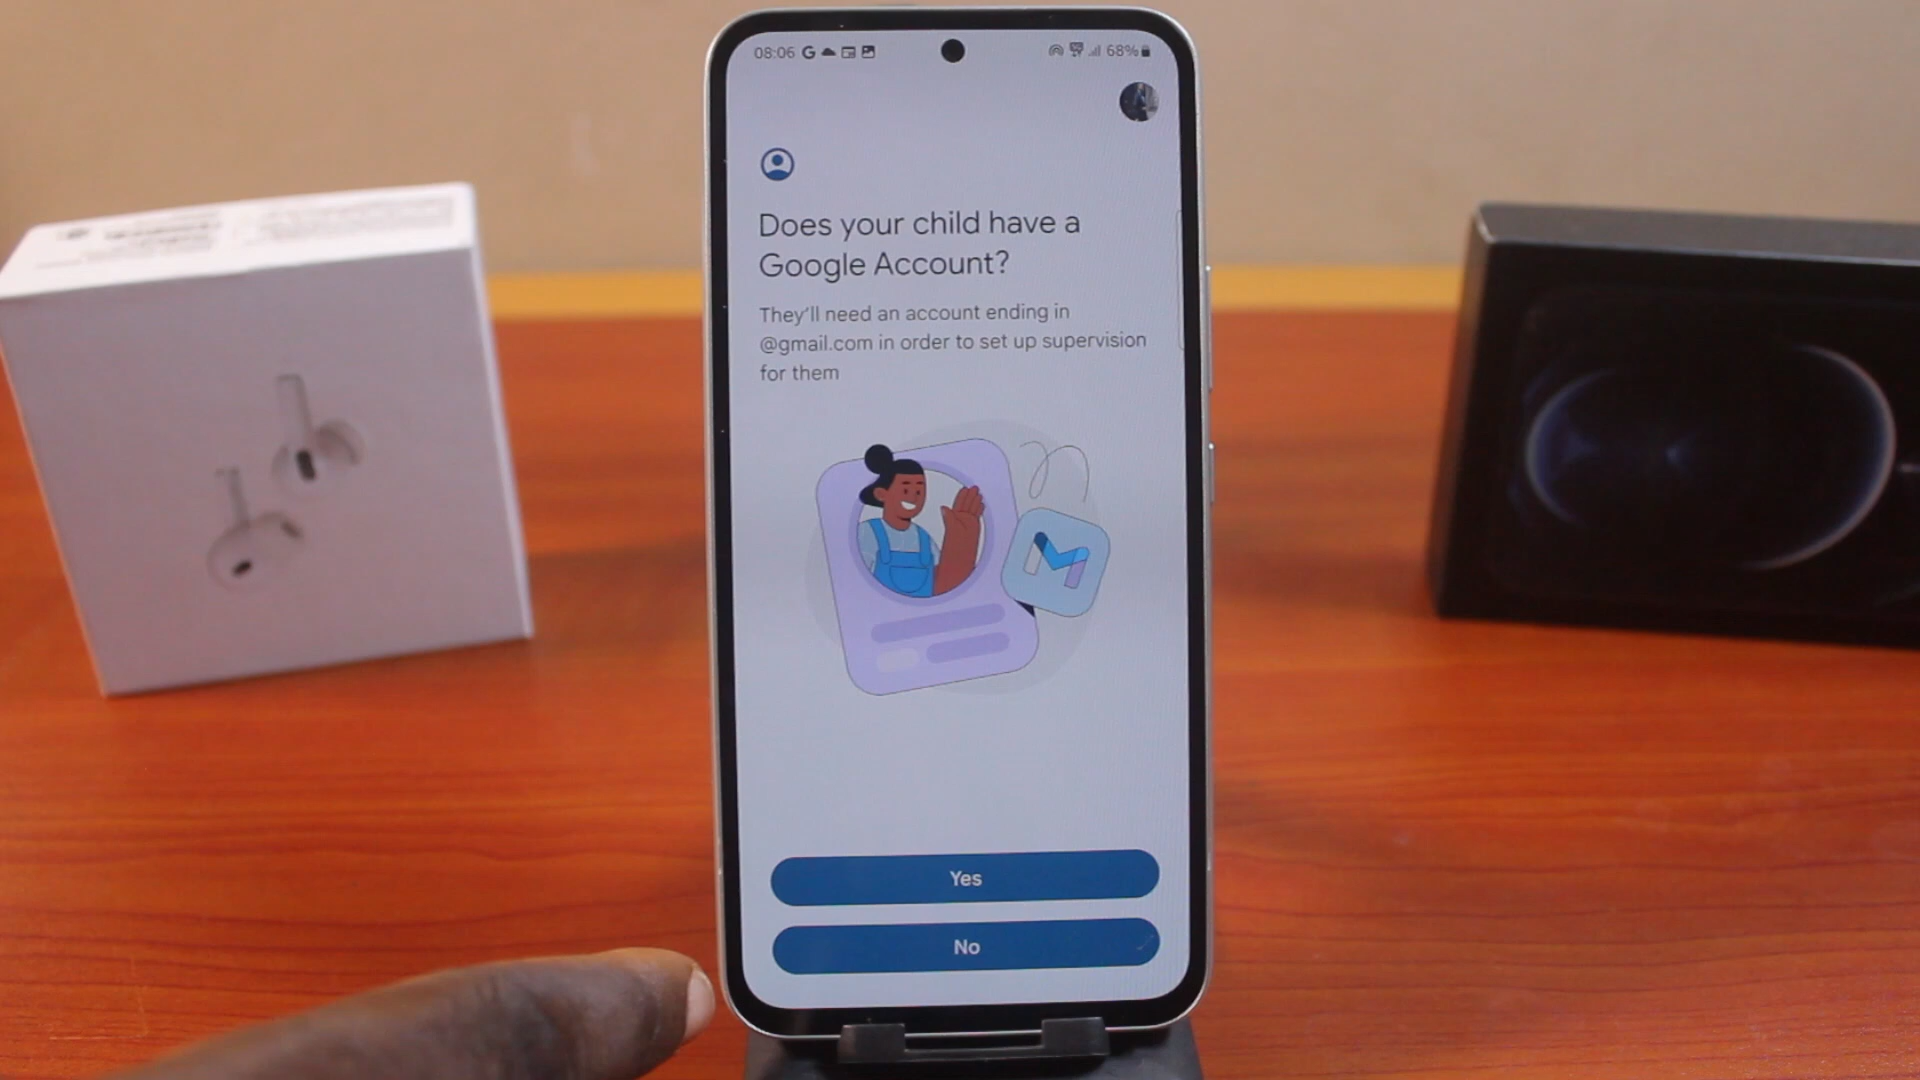 08:06 68%
Does your child have a
Google Account?
They'll need an account ending in
@gmail.com in order to set up supervision
for them
Yes
No